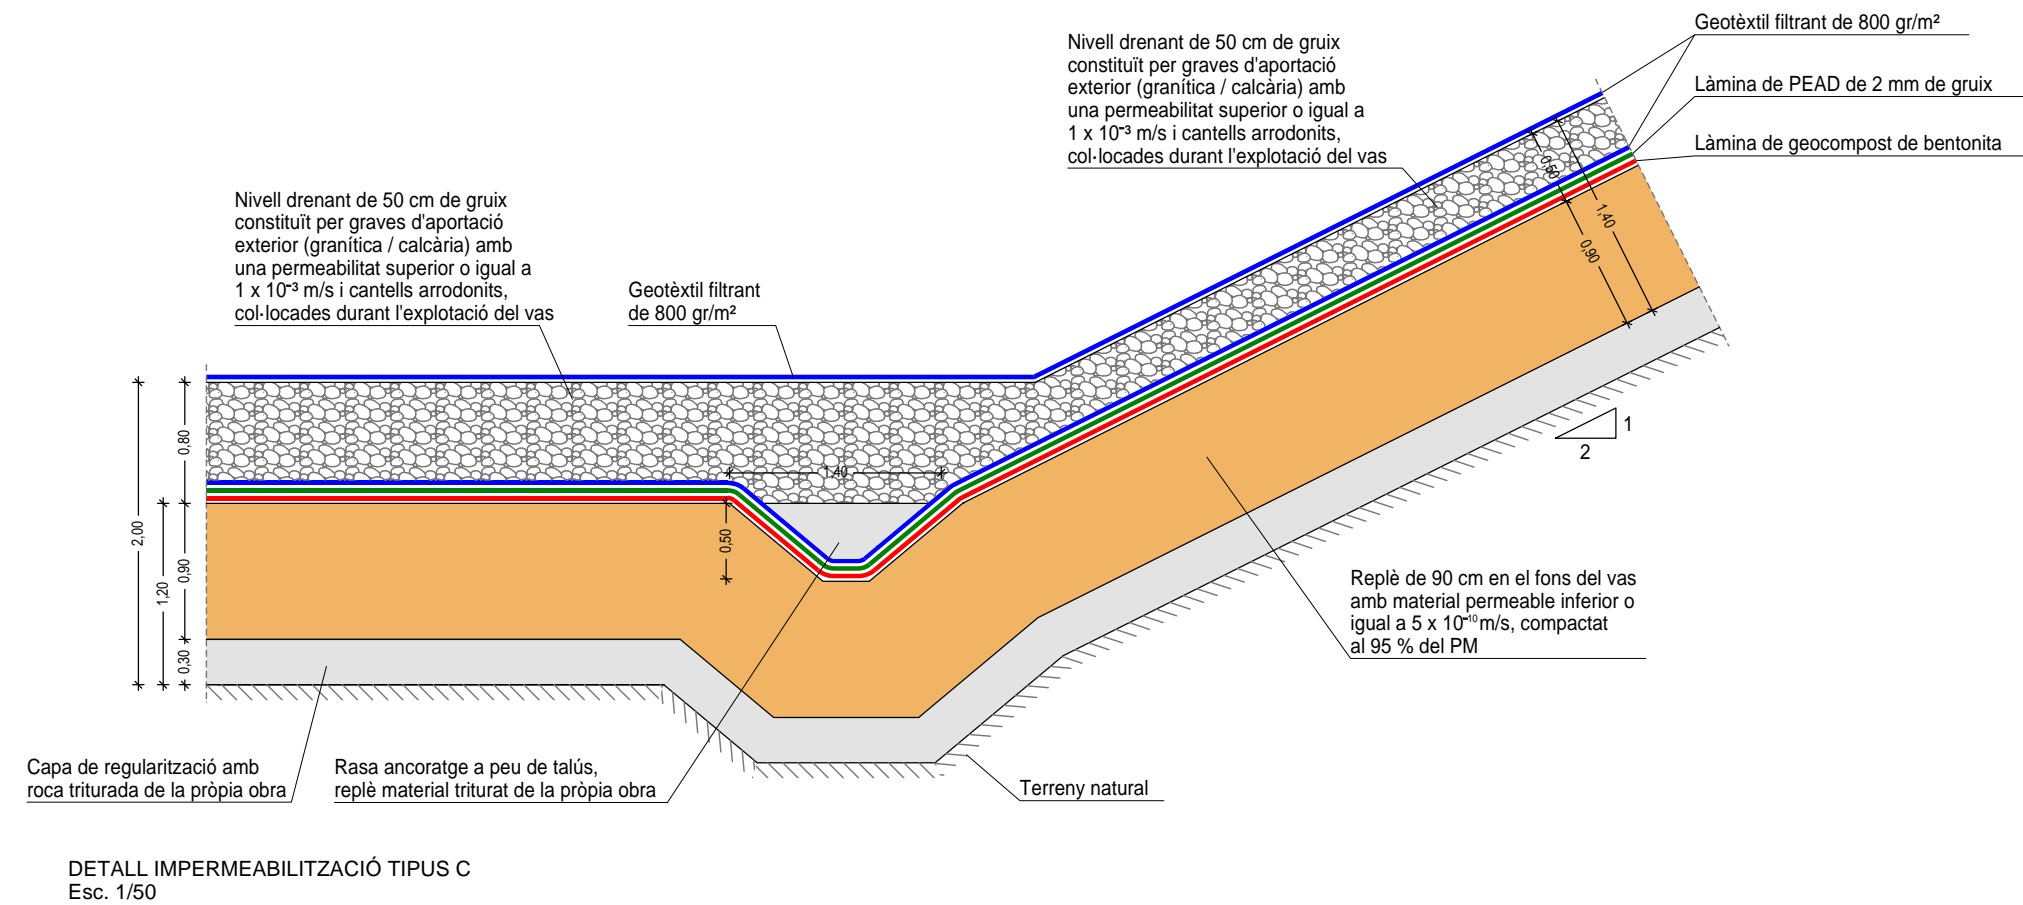 Geotèxtil filtrant de 800 gr/m²
Nivell drenant de 50 cm de gruix
constituït per graves d'aportació
exterior (granítica / calcària) amb
una permeabilitat superior o igual a
1 x 10⁻³ m/s i cantells arrodonits,
col·locades durant l'explotació del vas
Làmina de PEAD de 2 mm de gruix
Làmina de geocompost de bentonita
Nivell drenant de 50 cm de gruix
constituït per graves d'aportació
exterior (granítica / calcària) amb
una permeabilitat superior o igual a
1 x 10⁻³ m/s i cantells arrodonits,
col·locades durant l'explotació del vas
Geotèxtil filtrant
de 800 gr/m²
0,50
1,40
0,90
1
2
0,80
1,40
2,00
0,50
0,90
1,20
0,30
Replè de 90 cm en el fons del vas
amb material permeable inferior o
igual a 5 x 10⁻¹⁰ m/s, compactat
al 95 % del PM
Capa de regularització amb
roca triturada de la pròpia obra
Rasa ancoratge a peu de talús,
replè material triturat de la pròpia obra
Terreny natural
DETALL IMPERMEABILITZACIÓ TIPUS C
Esc. 1/50